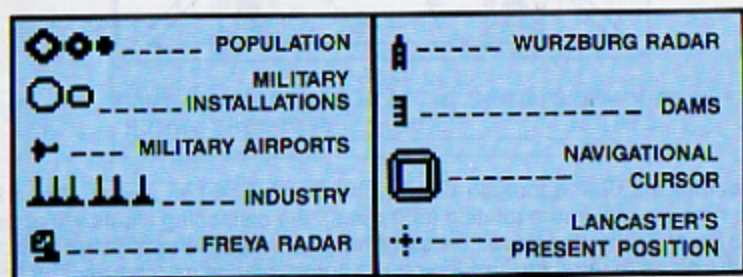 POPULATION
MILITARY
INSTALLATIONS
MILITARY AIRPORTS
INDUSTRY
FREYA RADAR
WURZBURG RADAR
DAMS
NAVIGATIONAL
CURSOR
LANCASTER'S
PRESENT POSITION